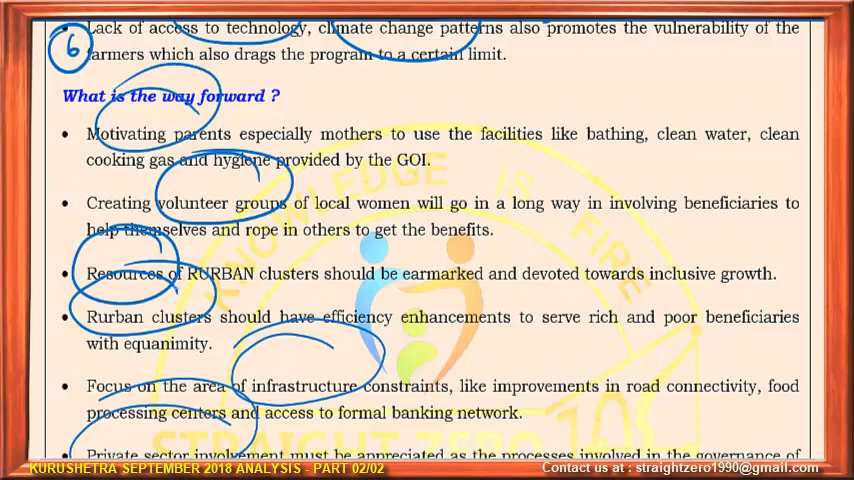 Lack of access to technology, climate change patterns also promotes the vulnerability of the
farmers which also drags the program to a certain limit.
6
What is the way forward ?
• Motivating parents especially mothers to use the facilities like bathing, clean water, clean
cooking gas and hygiene provided by the GOI.
• Creating volunteer groups of local women will go in a long way in involving beneficiaries to
help themselves and rope in others to get the benefits.
• Resources of RURBAN clusters should be earmarked and devoted towards inclusive growth.
• Rurban clusters should have efficiency enhancements to serve rich and poor beneficiaries
with equanimity.
• Focus on the area of infrastructure constraints, like improvements in road connectivity, food
processing centers and access to formal banking network.
• Private sector involvement must be appreciated as the processes involved in the governance of
KNOWLEDGE IS FIRE
STRAIGHT ZERO
KURUSHETRA SEPTEMBER 2018 ANALYSIS - PART 02/02
Contact us at : straightzero1990@gmail.com